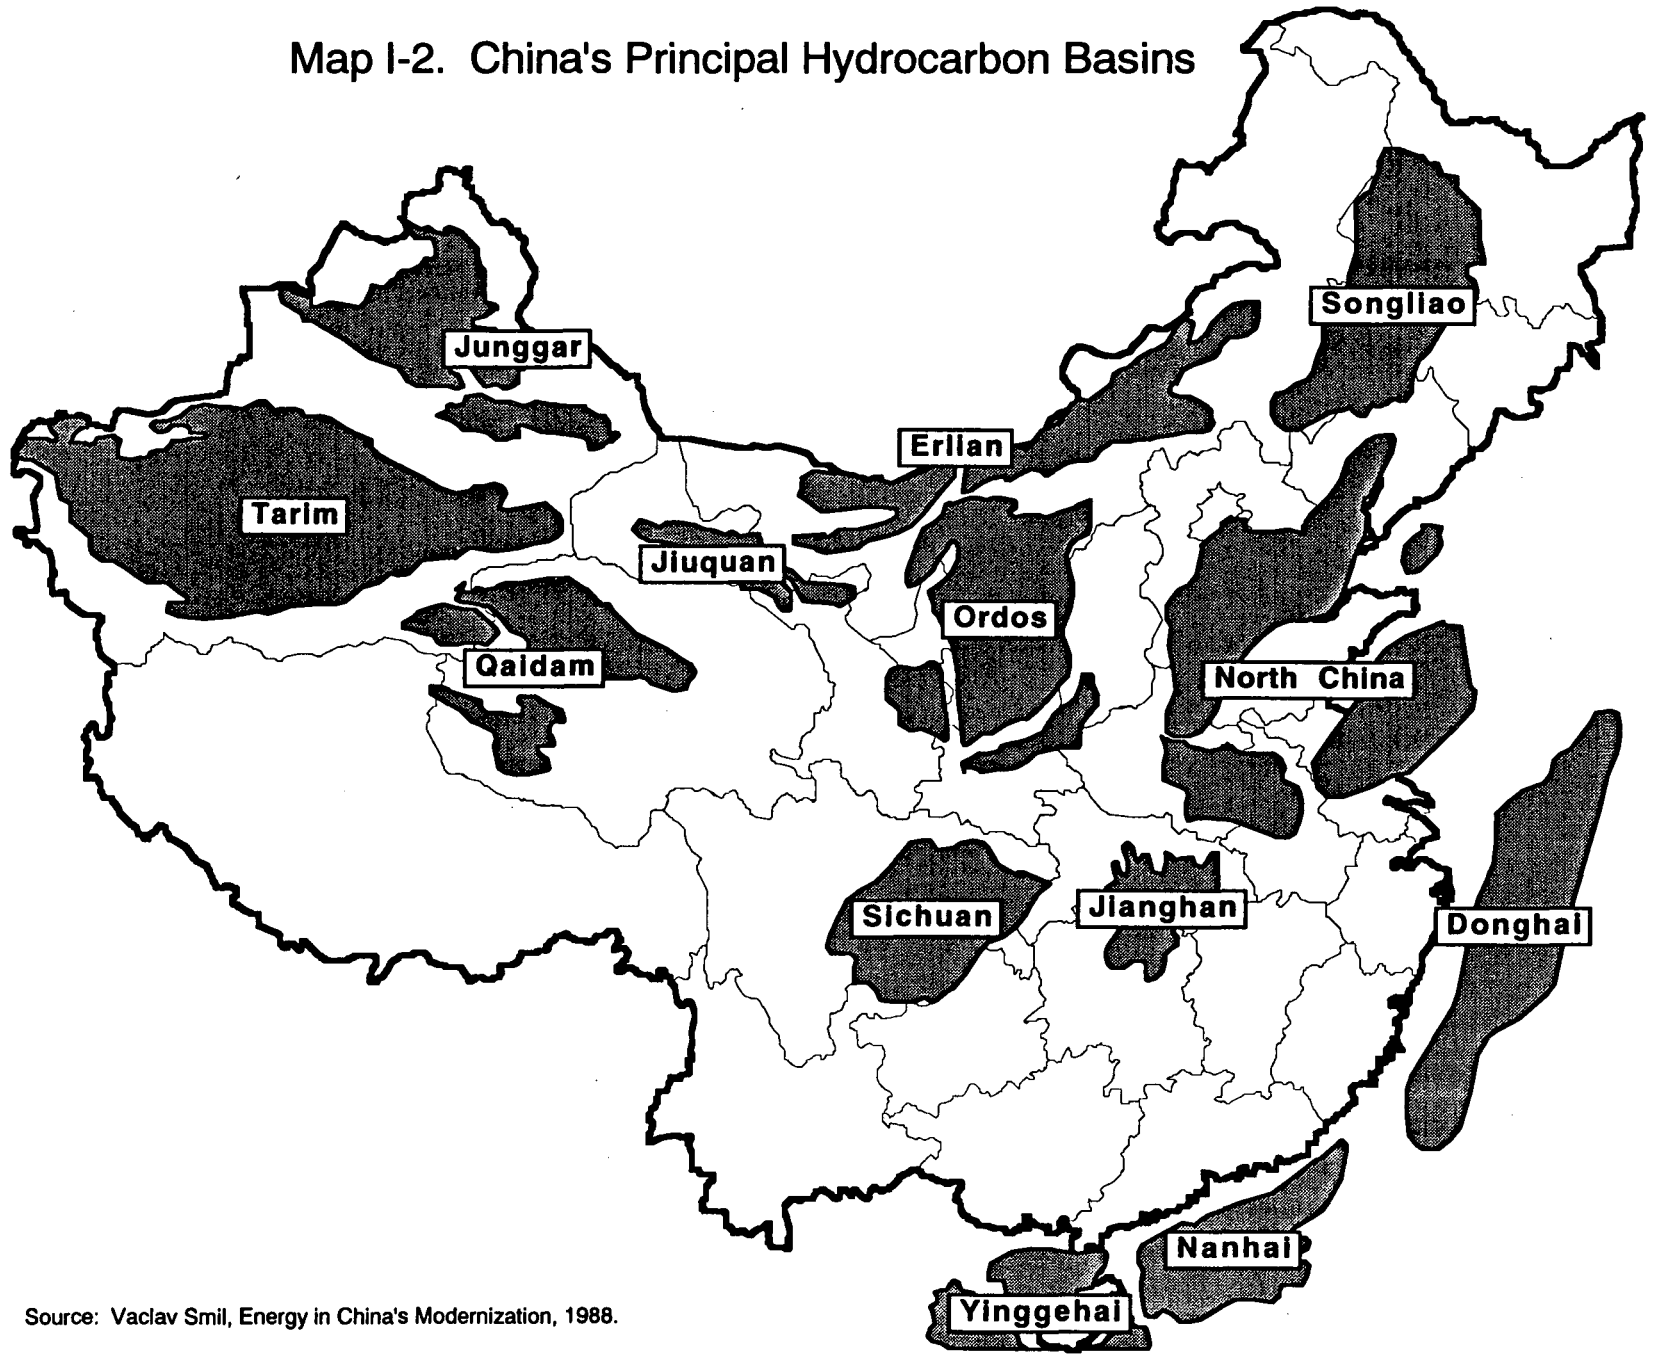 Map I-2. China's Principal Hydrocarbon Basins
Songliao
Junggar
Erlian
Tarim
Jiuquan
Ordos
Qaidam
North China
Sichuan
Jianghan
Donghai
Nanhai
Yinggehai
Source: Vaclav Smil, Energy in China's Modernization, 1988.